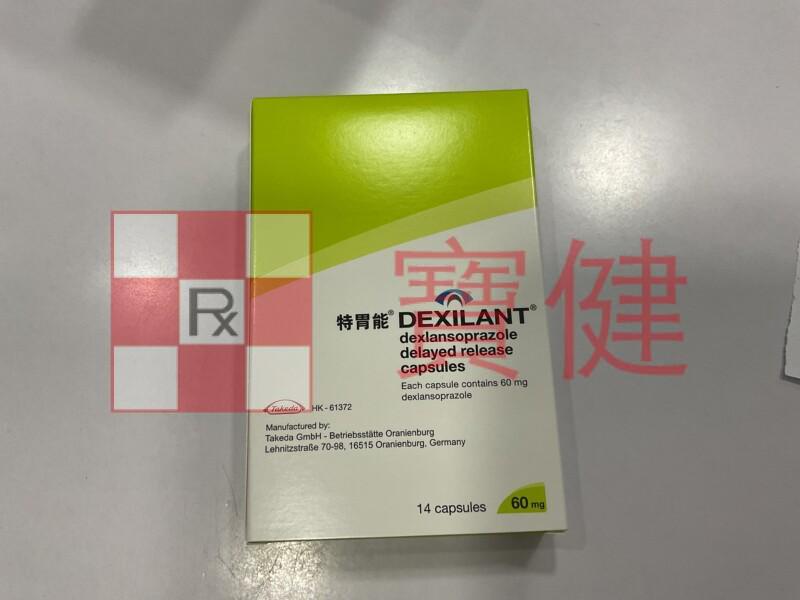 特胃能® DEXILANT®
dexlansoprazole
delayed release
capsules
Each capsule contains 60 mg
dexlansoprazole
Takeda HK - 61372
Manufactured by:
Takeda GmbH - Betriebsstätte Oranienburg
Lehnitzstraße 70-98, 16515 Oranienburg, Germany
14 capsules 60 mg
Rx 寶健